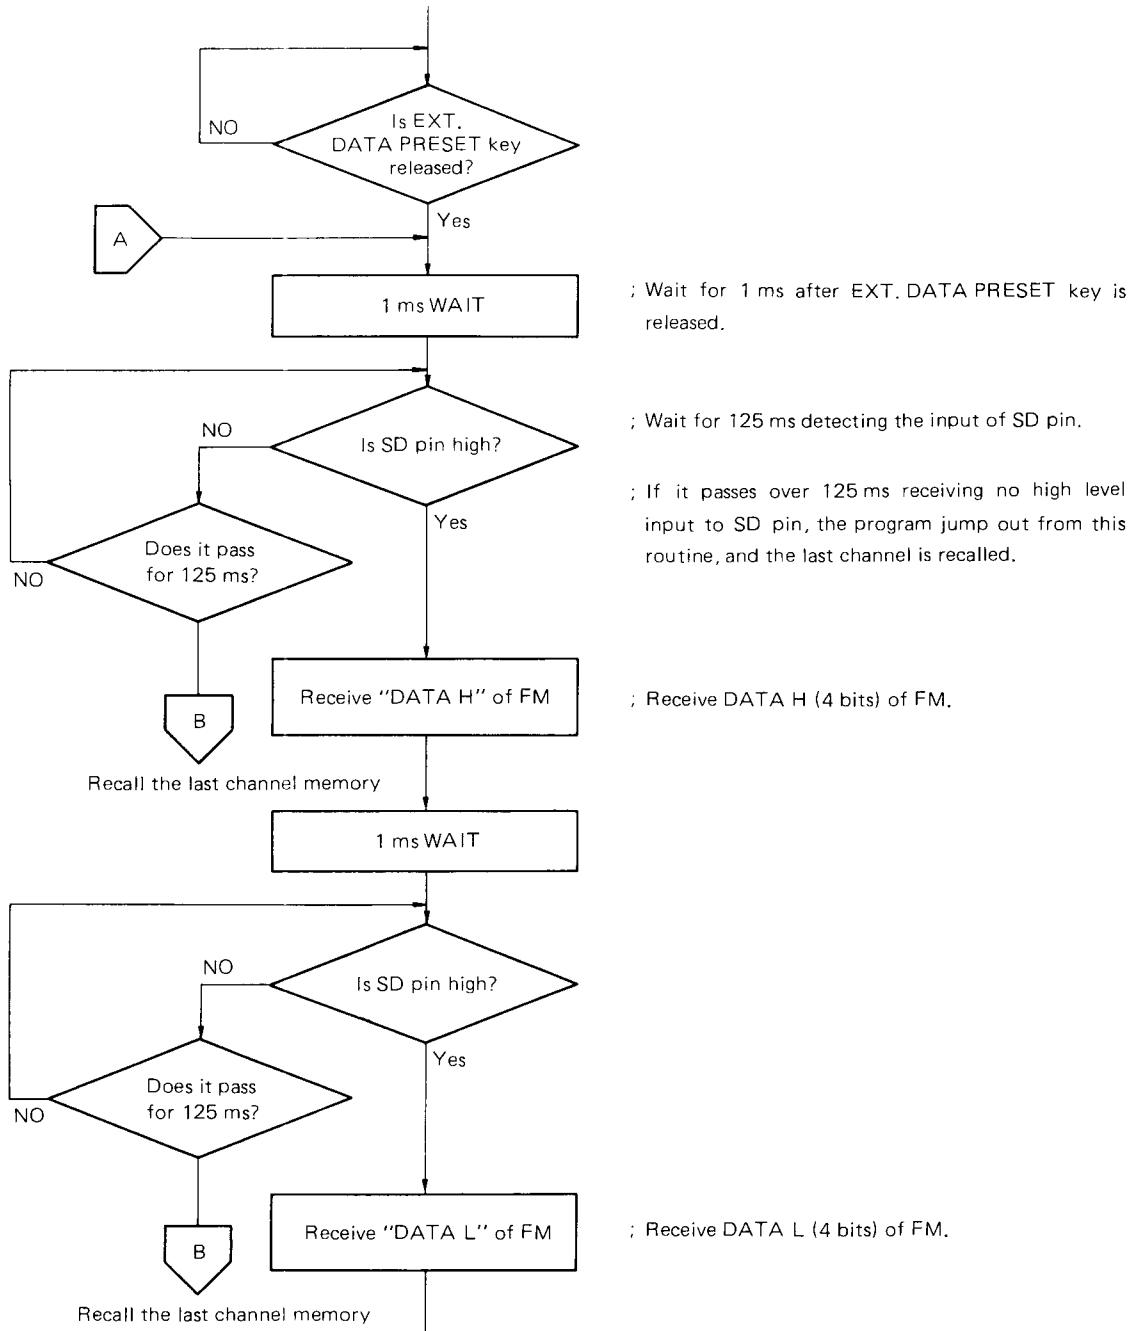 Is EXT.
DATA PRESET key
released?
NO
Yes
A
1 ms WAIT
; Wait for 1 ms after EXT. DATA PRESET key is
released.
Is SD pin high?
NO
Yes
; Wait for 125 ms detecting the input of SD pin.
; If it passes over 125 ms receiving no high level
input to SD pin, the program jump out from this
routine, and the last channel is recalled.
Does it pass
for 125 ms?
NO
B
Recall the last channel memory
Receive "DATA H" of FM
; Receive DATA H (4 bits) of FM.
1 ms WAIT
Is SD pin high?
NO
Yes
Does it pass
for 125 ms?
NO
B
Recall the last channel memory
Receive "DATA L" of FM
; Receive DATA L (4 bits) of FM.